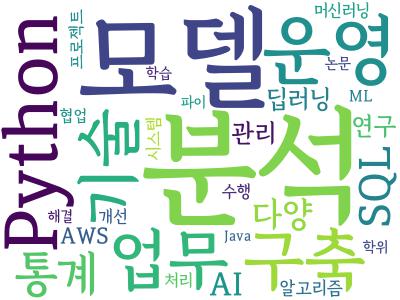 Python
프로젝트
모델
학습
파이
운영
머신러닝
논문
ML
딥러닝
협업
기술
시스템
분석
관리
연구
SQL
해결
개선
AWS
수행
다양
Java
학위
통계
업무
처리
AI
구축
알고리즘